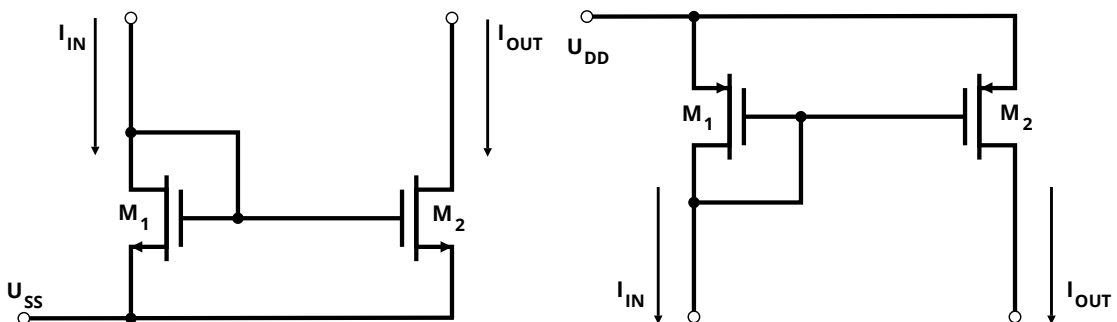 I_IN
I_OUT
M_1
M_2
U_SS
U_DD
M_1
M_2
I_IN
I_OUT